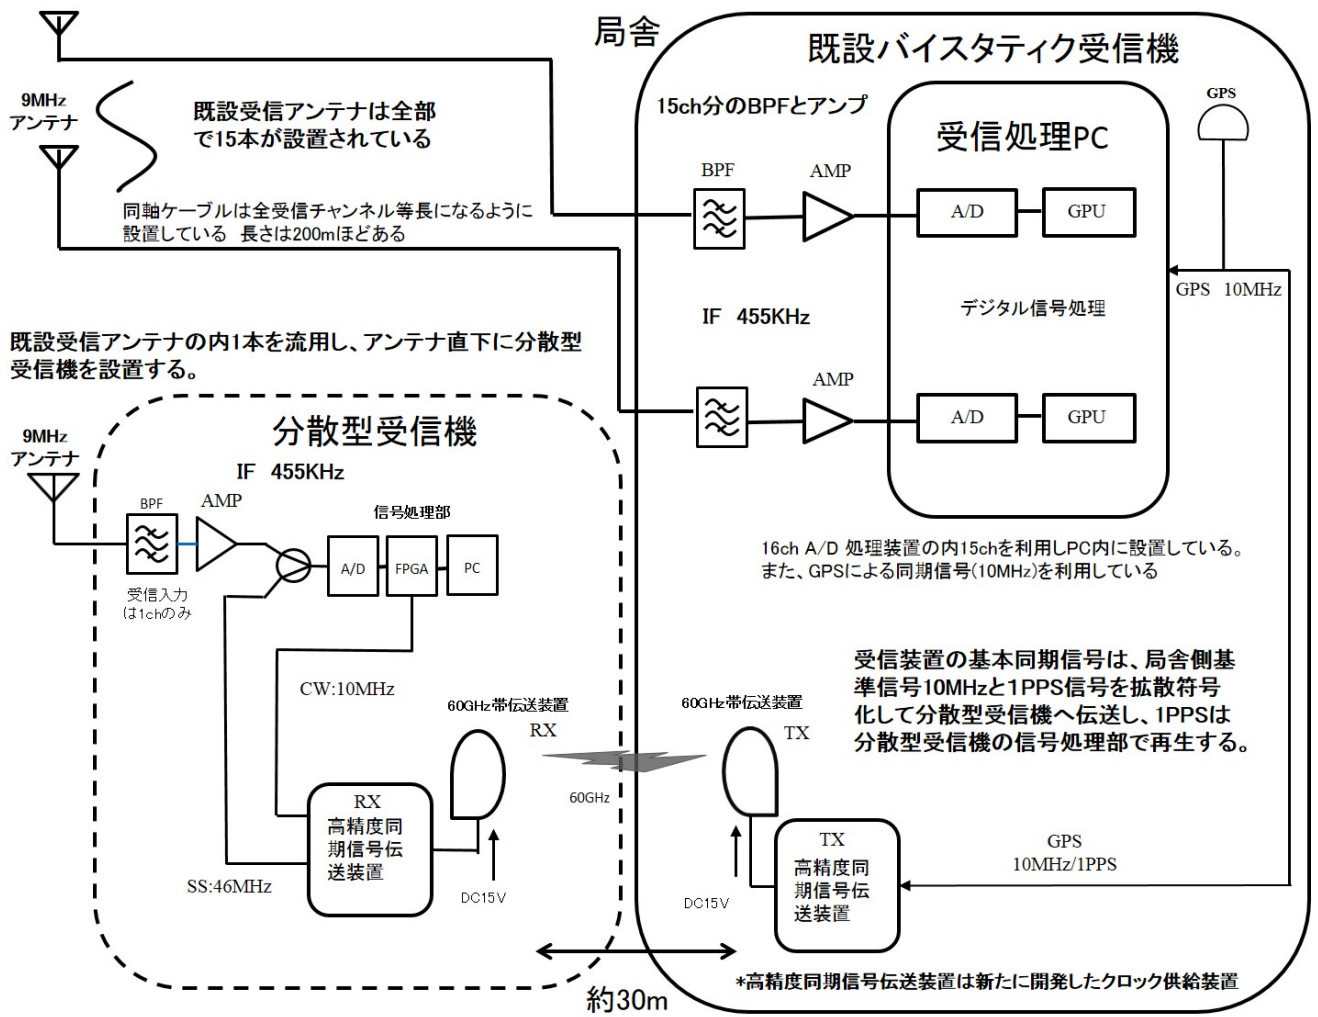 局舎
既設バイスタティク受信機
9MHz
アンテナ
既設受信アンテナは全部
で15本が設置されている
同軸ケーブルは全受信チャンネル等長になるように
設置している 長さは200mほどある
15ch分のBPFとアンプ
受信処理PC
GPS
BPF
AMP
A/D
GPU
GPS 10MHz
IF 455KHz
デジタル信号処理
AMP
A/D
GPU
既設受信アンテナの内1本を流用し、アンテナ直下に分散型
受信機を設置する。
分散型受信機
9MHz
アンテナ
IF 455KHz
BPF
AMP
信号処理部
A/D
FPGA
PC
受信入力
は1chのみ
16ch A/D 処理装置の内15chを利用しPC内に設置している。
また、GPSによる同期信号(10MHz)を利用している
受信装置の基本同期信号は、局舎側基
準信号10MHzと1PPS信号を拡散符号
化して分散型受信機へ伝送し、1PPSは
分散型受信機の信号処理部で再生する。
CW:10MHz
60GHz帯伝送装置
RX
60GHz帯伝送装置
TX
60GHz
RX
高精度同
期信号伝
送装置
SS:46MHz
DC15V
DC15V
TX
高精度同
期信号伝
送装置
GPS
10MHz/1PPS
*高精度同期信号伝送装置は新たに開発したクロック供給装置
約30m